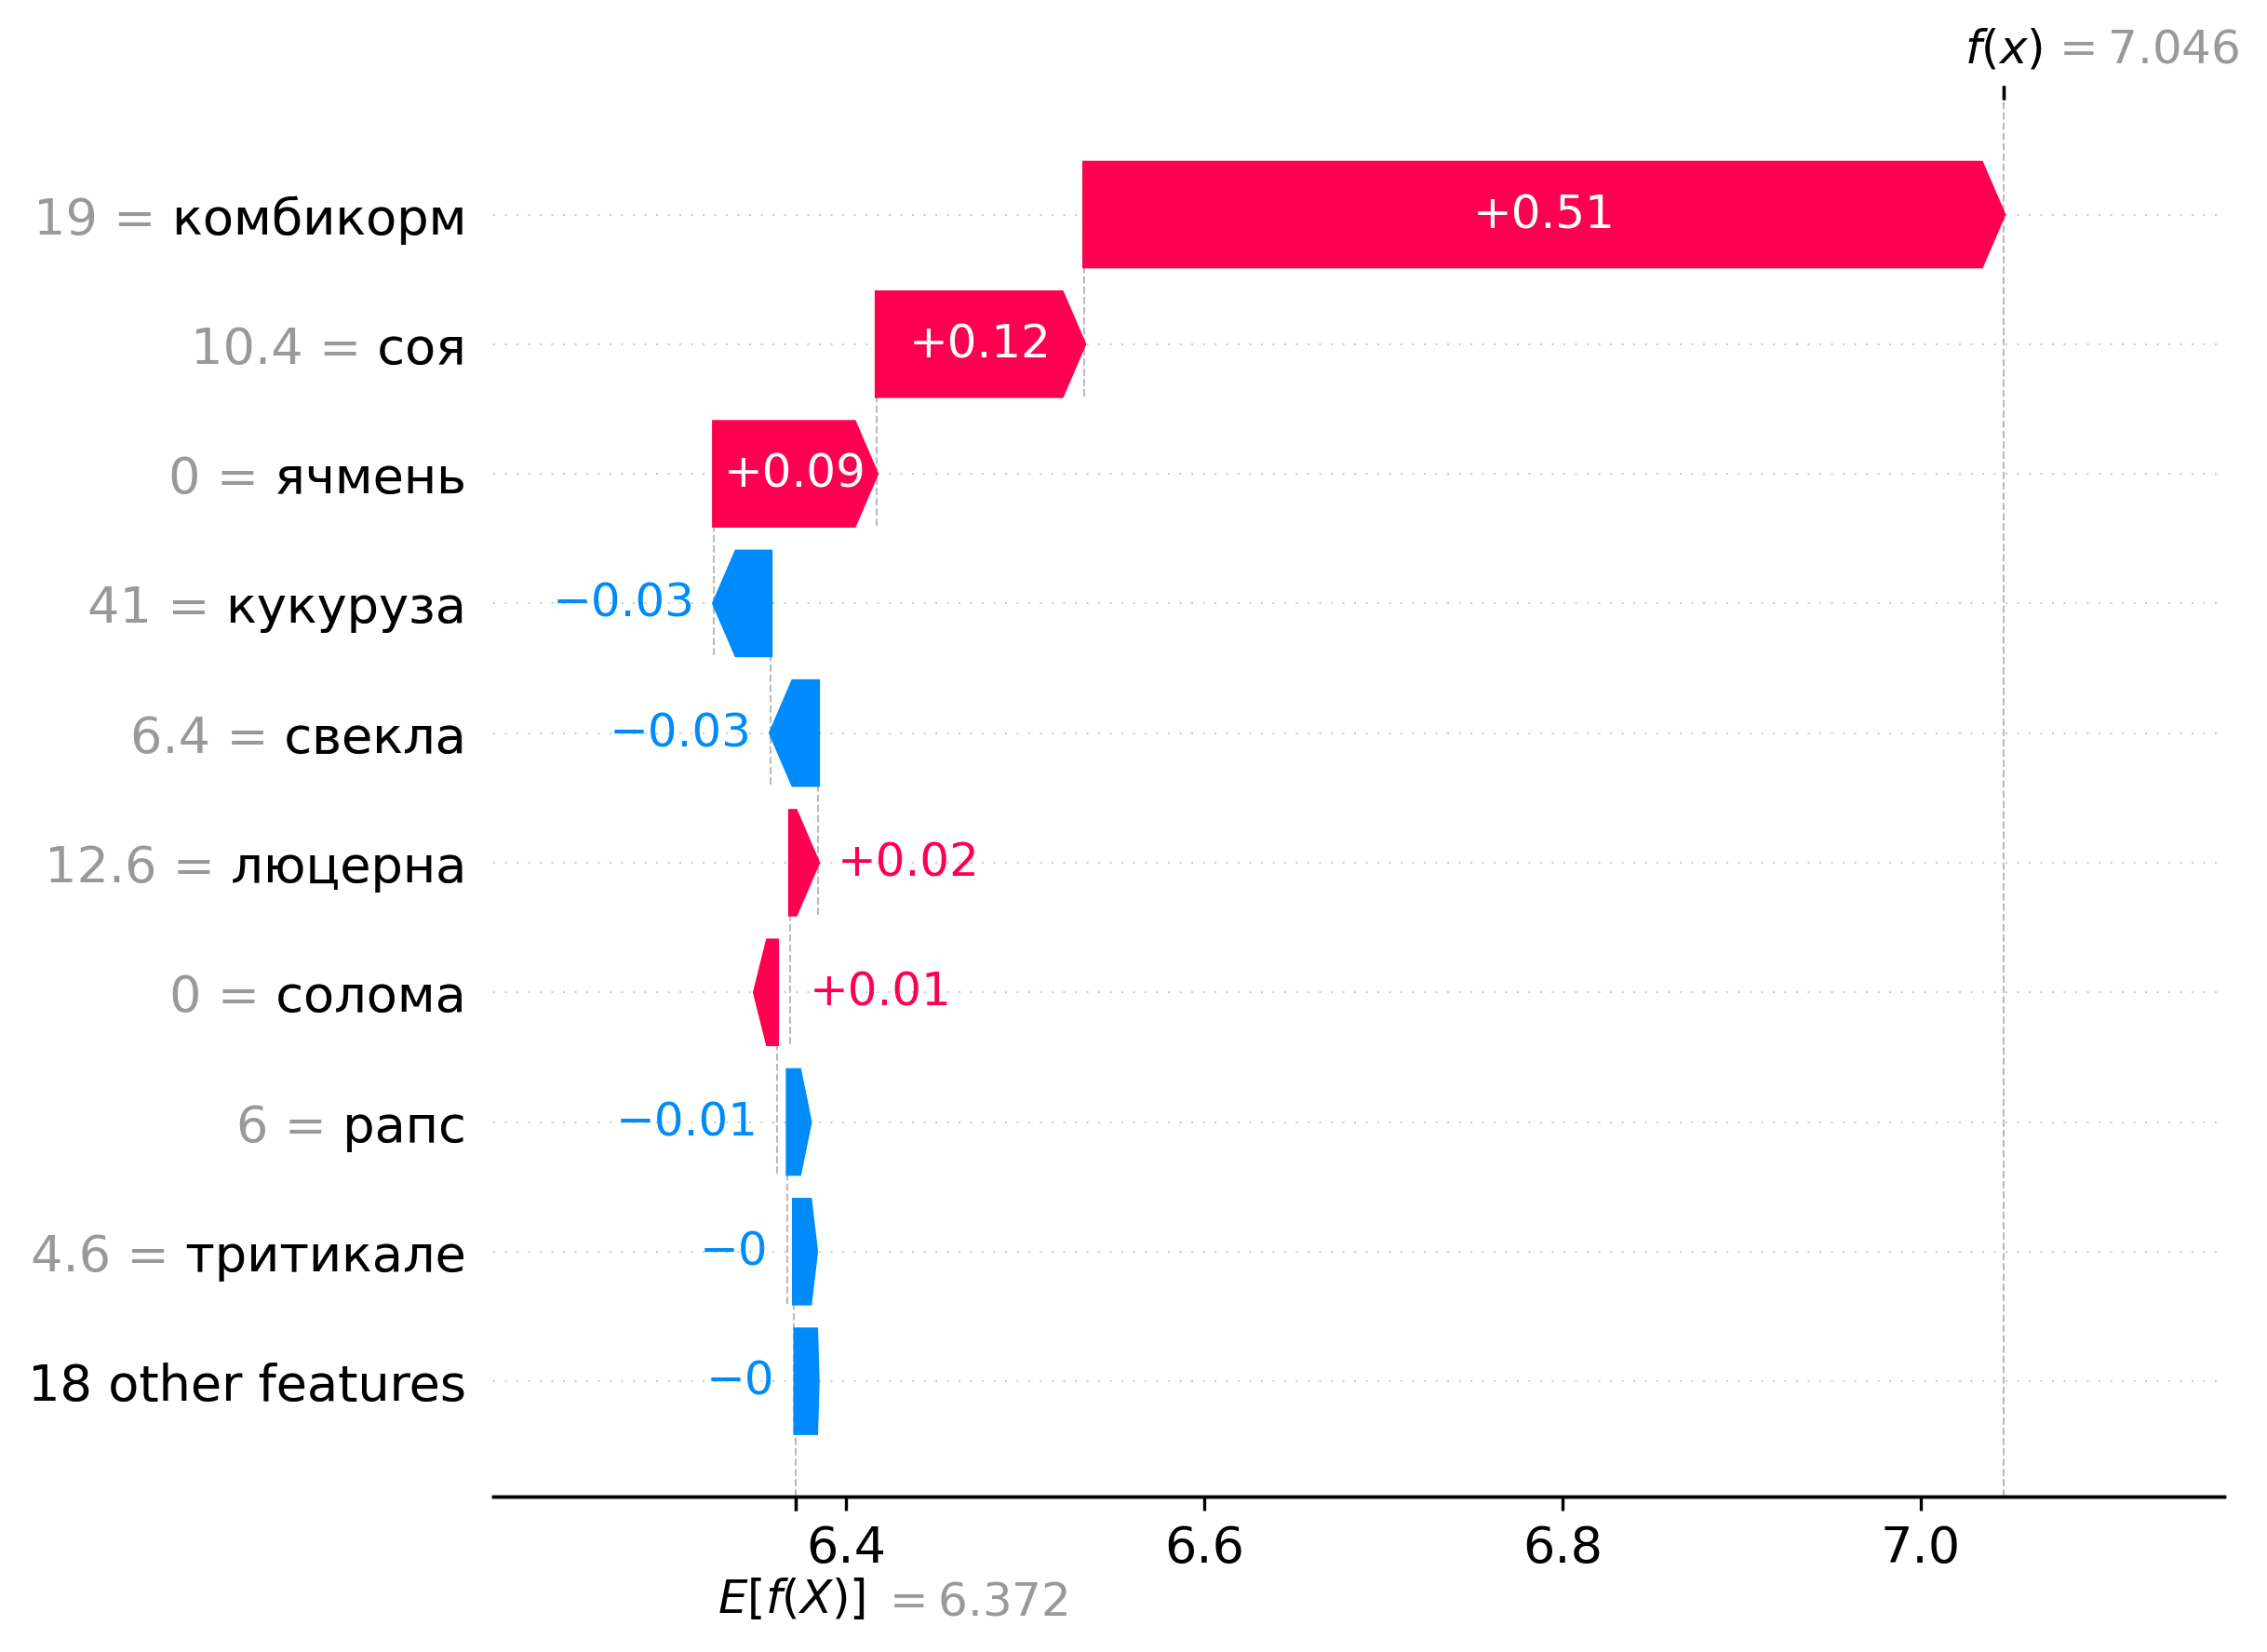 f(x) = 7.046
19 = комбикорм
+0.51
10.4 = соя
+0.12
0 = ячмень
+0.09
41 = кукуруза
−0.03
6.4 = свекла
−0.03
12.6 = люцерна
+0.02
0 = солома
+0.01
6 = рапс
−0.01
4.6 = тритикале
−0
18 other features
−0
6.4 6.6 6.8 7.0
E[f(X)] = 6.372